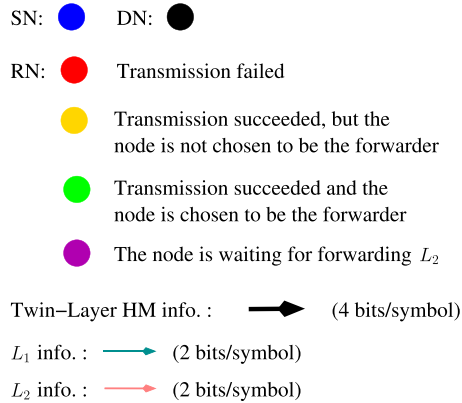 SN: DN:
RN: Transmission failed
Transmission succeeded, but the
node is not chosen to be the forwarder
Transmission succeeded and the
node is chosen to be the forwarder
The node is waiting for forwarding L₂
Twin−Layer HM info. : (4 bits/symbol)
L₁ info. : (2 bits/symbol)
L₂ info. : (2 bits/symbol)